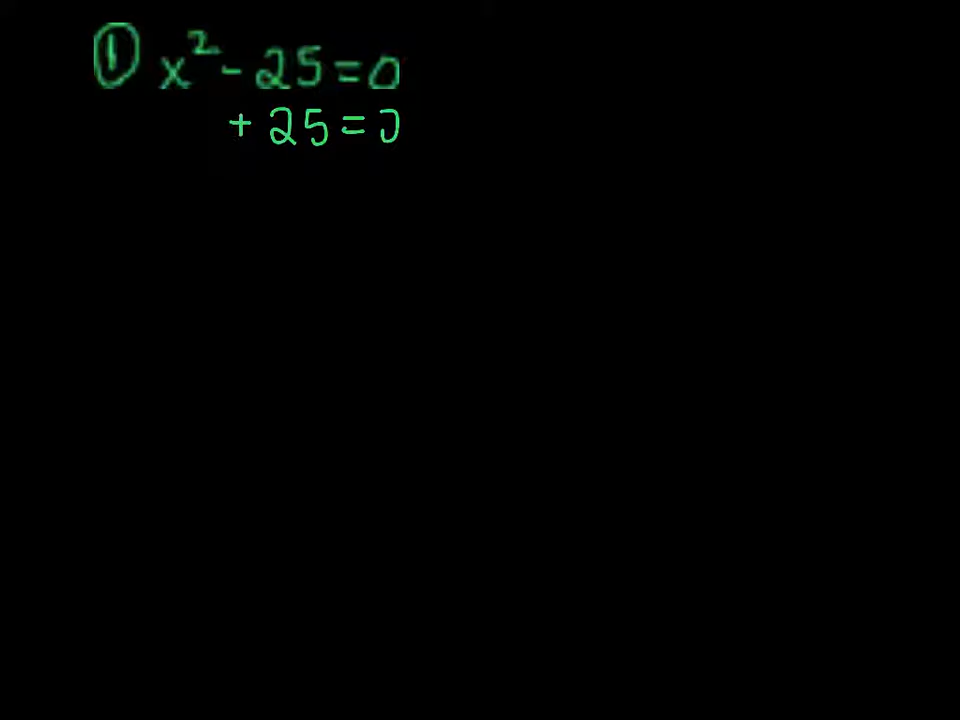 ① x² - 25 = 0
+ 25 = 0